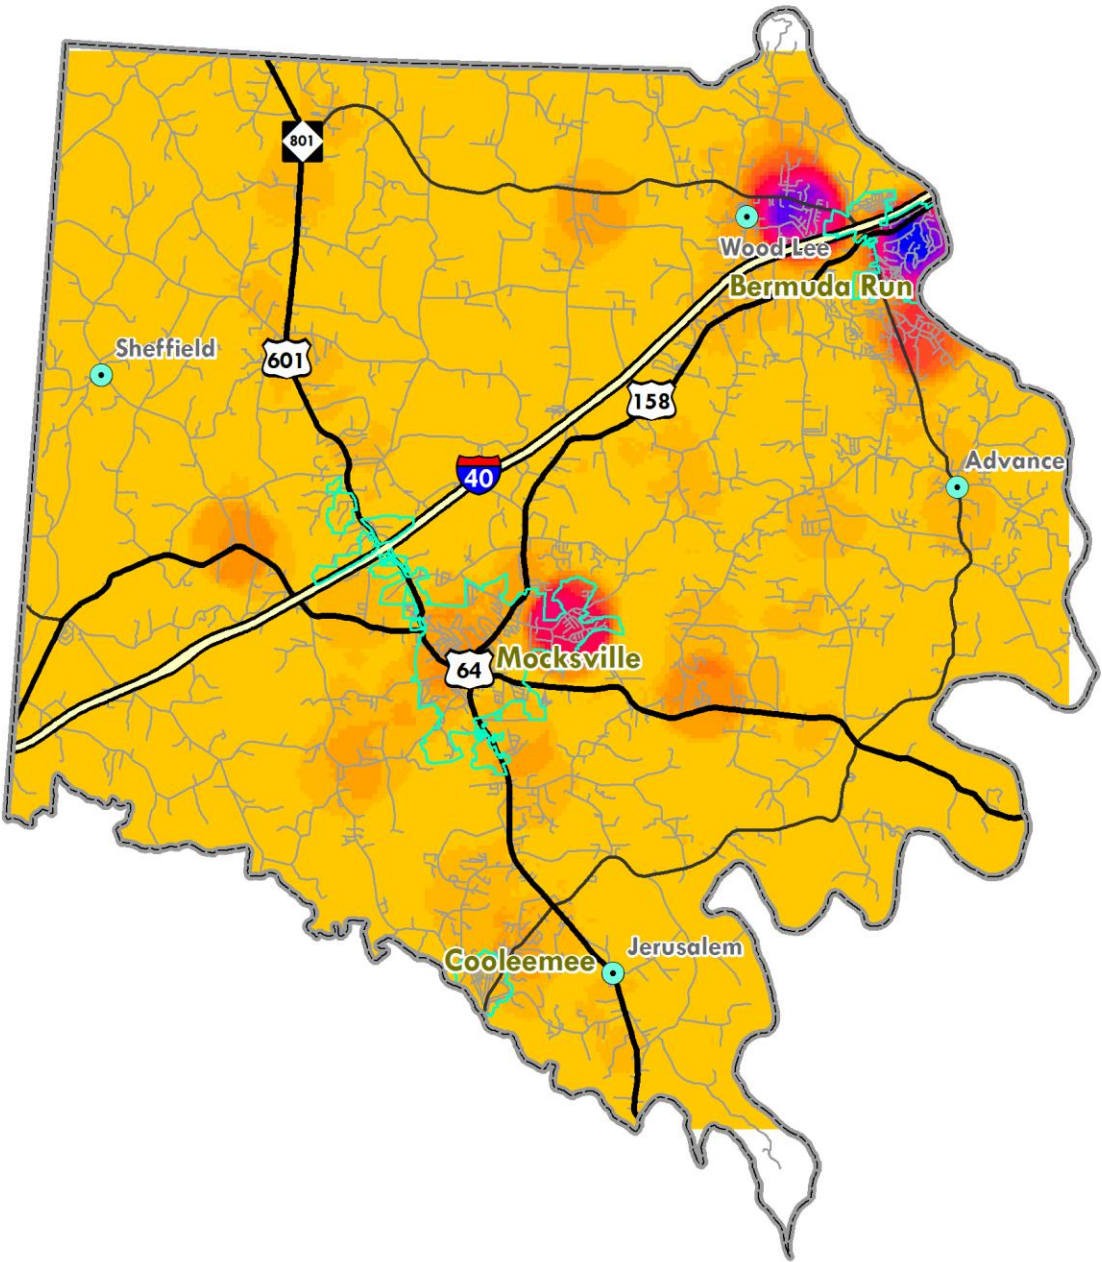 801
Wood Lee
Bermuda Run
Sheffield
601
158
Advance
40
Mocksville
64
Jerusalem
Cooleemee